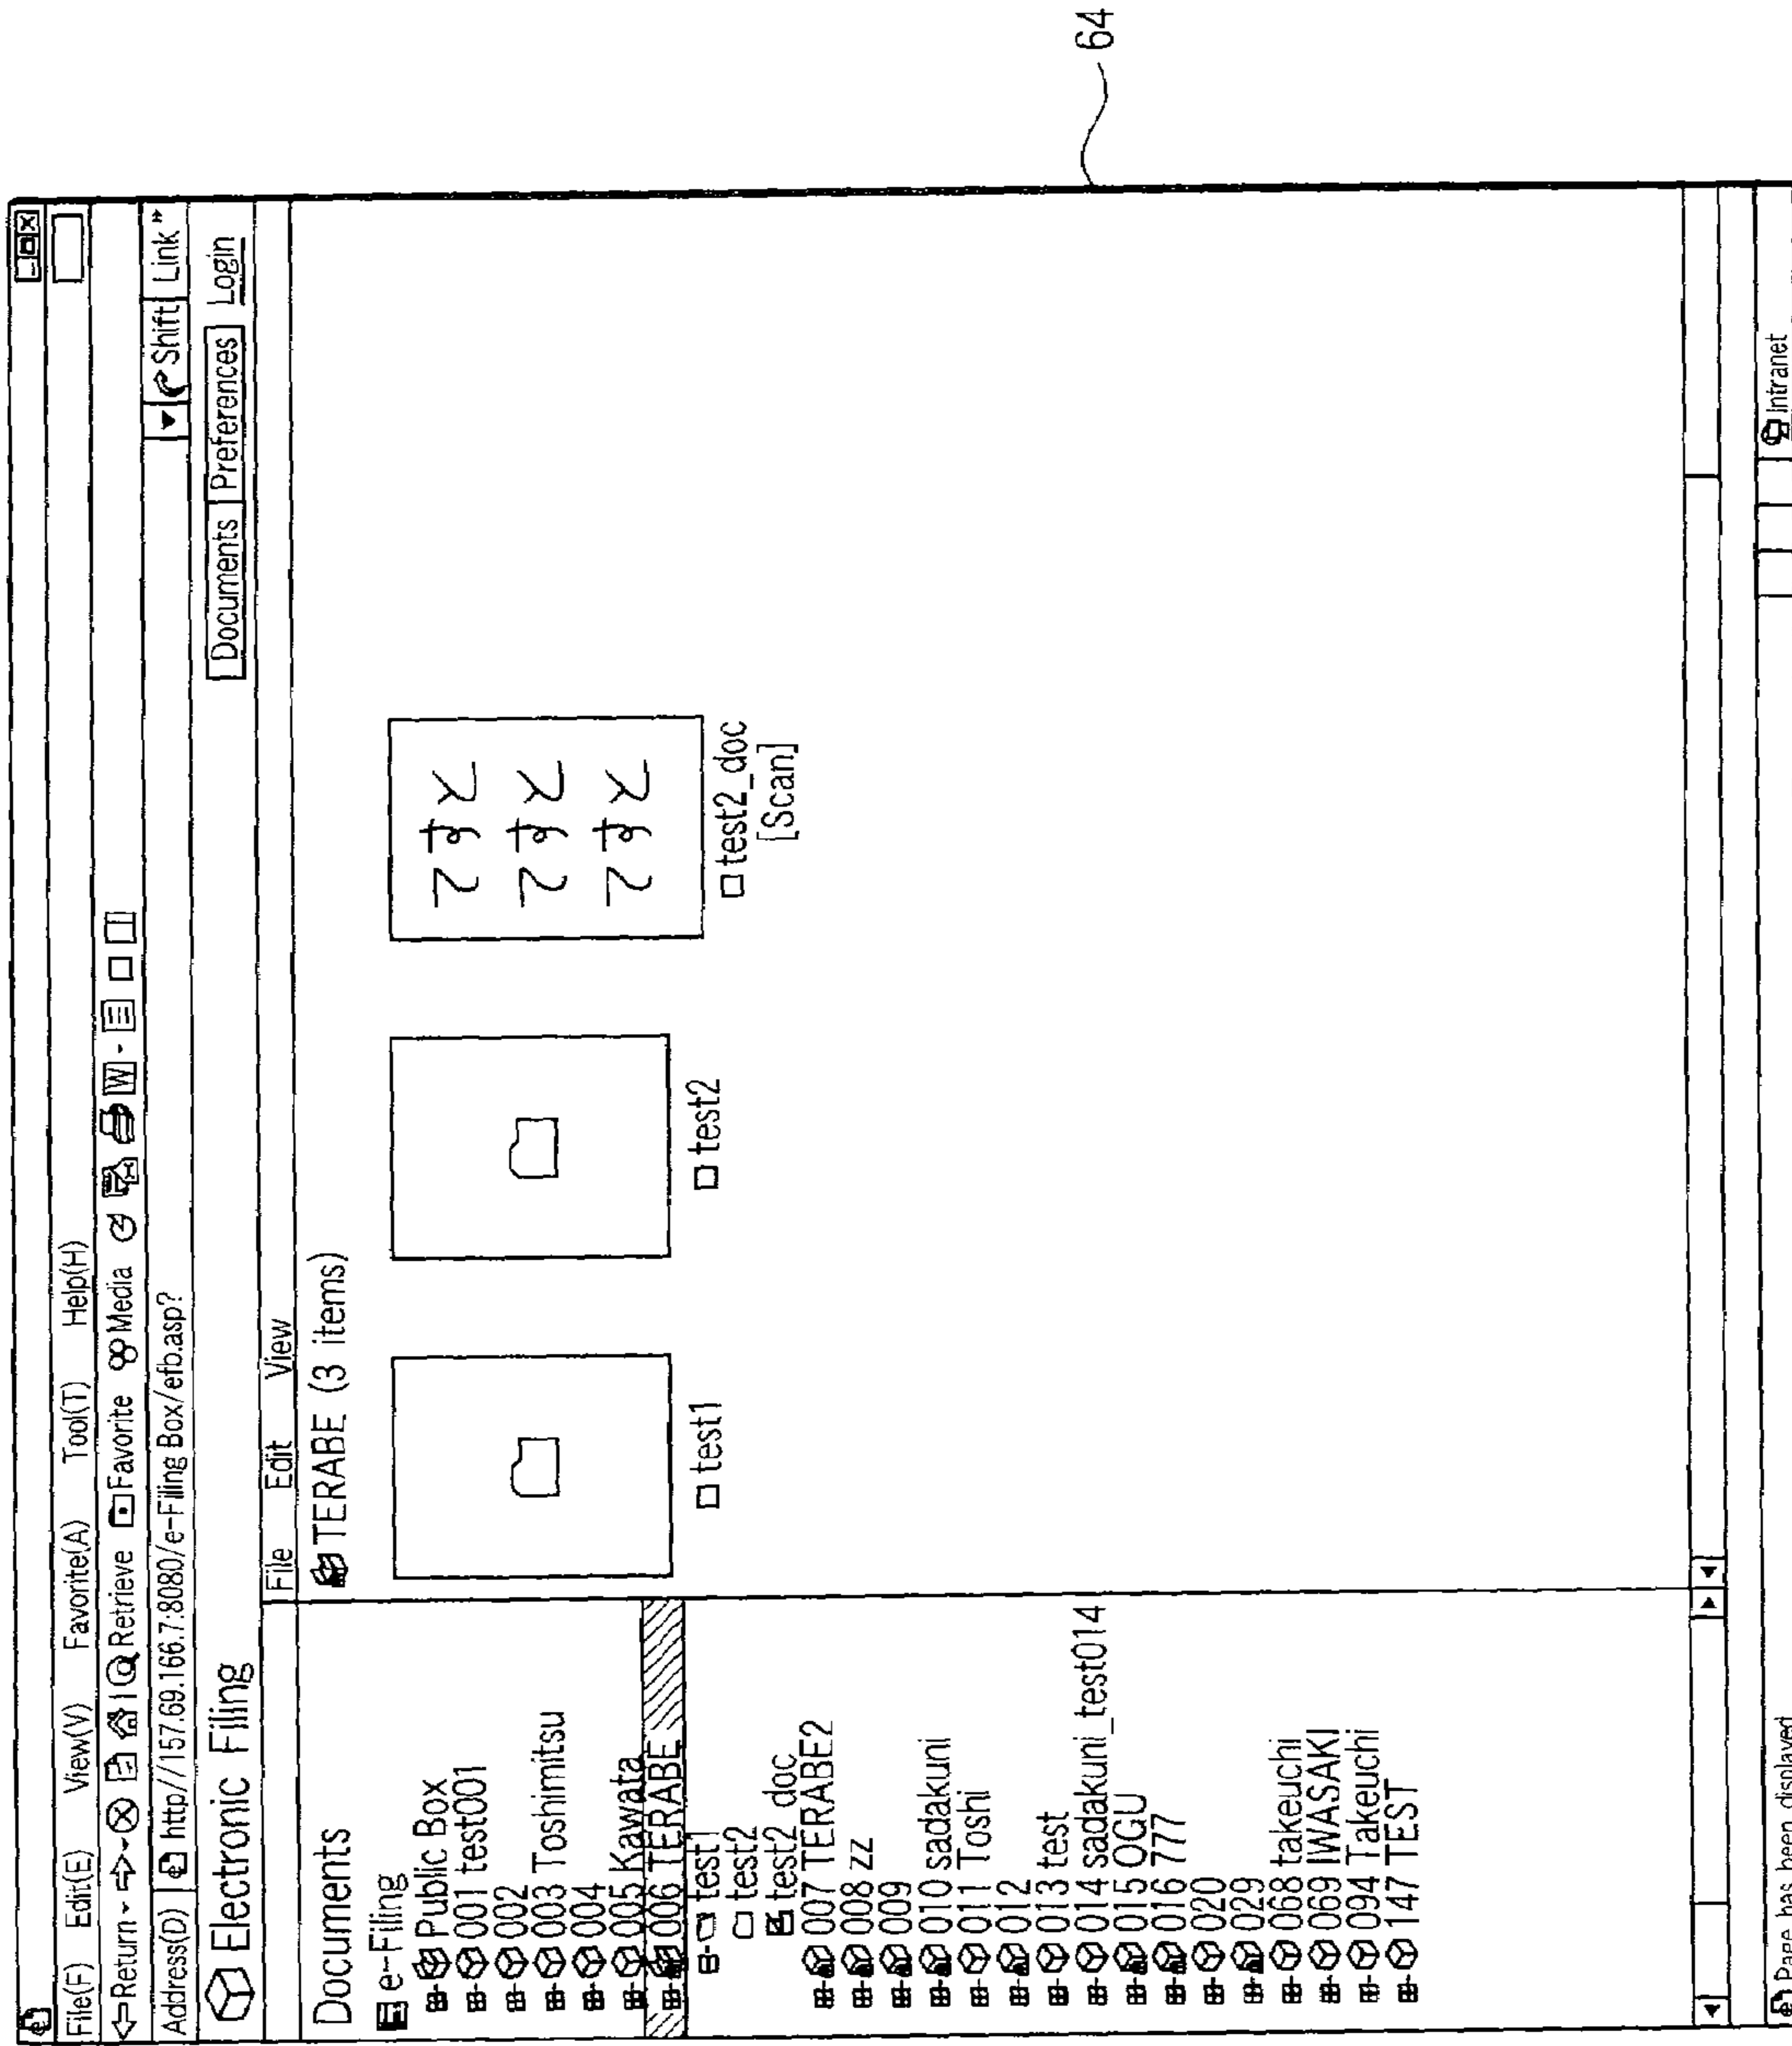 File(F) Edit(E) View(V) Favorite(A) Tool(T) Help(H)
Return Retrieve Favorite Media W
Address(D) http//157.69.166.7:8080/e-Filing Box/efb.asp? Shift Link "
Electronic Filing Documents Preferences Login
File Edit View
Documents
e-Filing
Public Box
001 test001
002
003 Toshimitsu
004
005 Kawata
006 TERABE
test1
test2
test2_doc
007 TERABE2
008 zz
009
010 sadakuni
011 Toshi
012
013 test
014 sadakuni_test014
015 OGU
016 777
020
029
068 takeuchi
069 IWASAKI
094 Takeuchi
147 TEST
TERABE (3 items)
test1
test2
test2_doc
[Scan]
Page has been displayed
Intranet
64